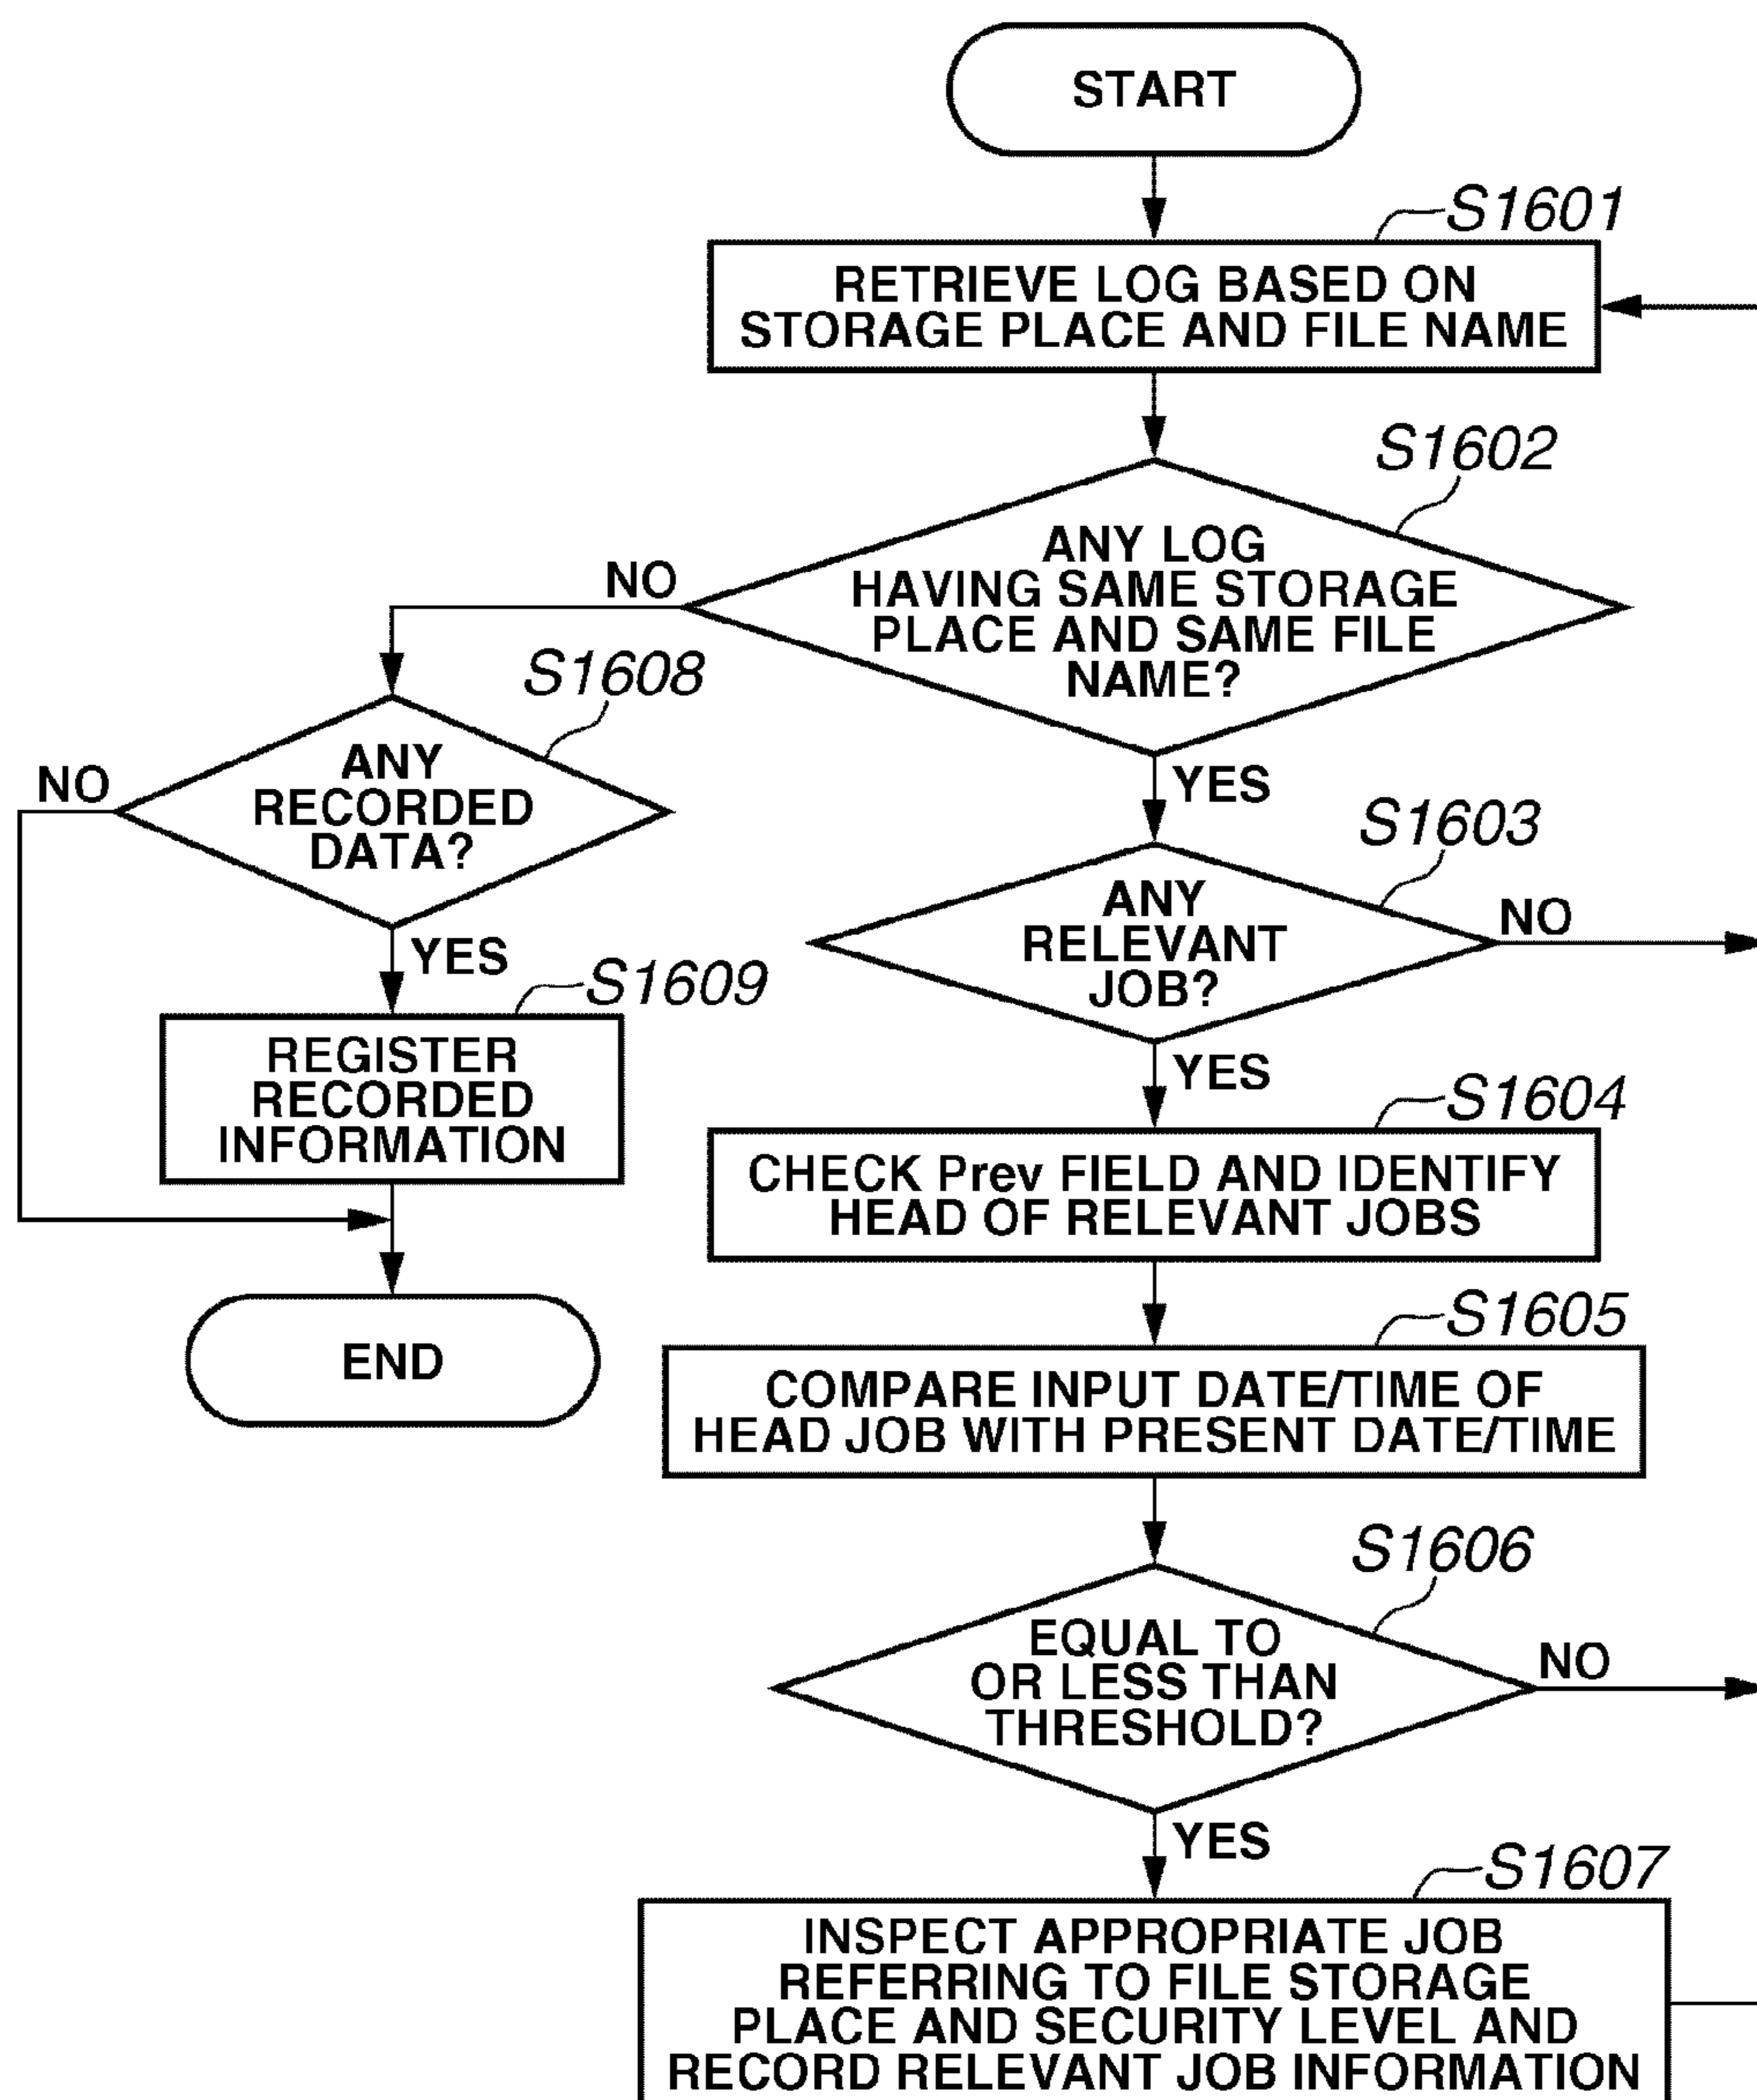 START
S1601
RETRIEVE LOG BASED ON
STORAGE PLACE AND FILE NAME
S1602
ANY LOG
HAVING SAME STORAGE
PLACE AND SAME FILE
NAME?
NO
YES
S1608
ANY
RECORDED
DATA?
NO
YES
S1609
REGISTER
RECORDED
INFORMATION
END
S1603
ANY
RELEVANT
JOB?
NO
YES
S1604
CHECK Prev FIELD AND IDENTIFY
HEAD OF RELEVANT JOBS
S1605
COMPARE INPUT DATE/TIME OF
HEAD JOB WITH PRESENT DATE/TIME
S1606
EQUAL TO
OR LESS THAN
THRESHOLD?
NO
YES
S1607
INSPECT APPROPRIATE JOB
REFERRING TO FILE STORAGE
PLACE AND SECURITY LEVEL AND
RECORD RELEVANT JOB INFORMATION